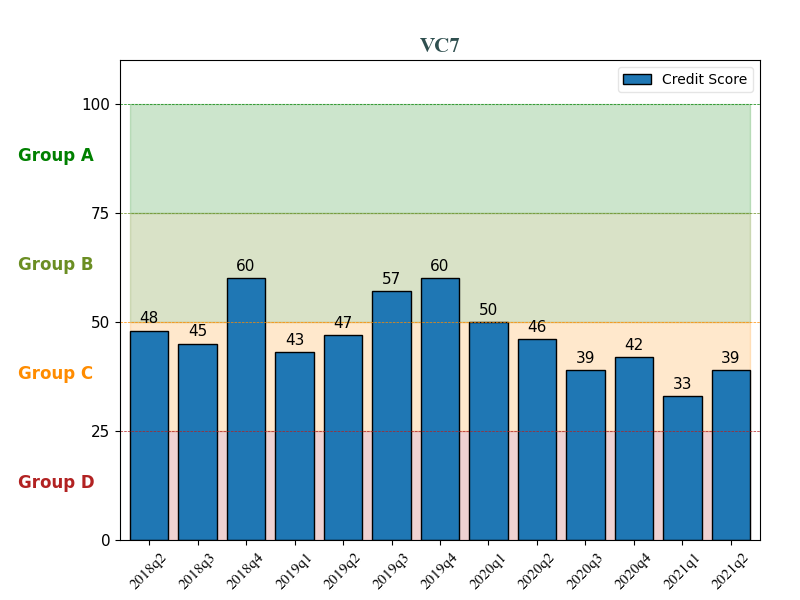 VC7
Credit Score
100
Group A
75
Group B
60
60
57
50
50
48
47
46
45
43
42
39
39
33
Group C
25
Group D
0
2018q2
2018q3
2018q4
2019q1
2019q2
2019q3
2019q4
2020q1
2020q2
2020q3
2020q4
2021q1
2021q2